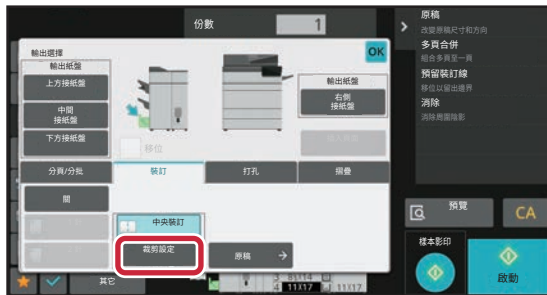 份數
1
原稿
改變原稿尺寸和方向
多頁合併
組合多頁至一頁
預留裝訂線
移位以留出邊界
消除
消除周圍陰影
輸出選擇
OK
輸出紙盤
上方接紙盤
中間
接紙盤
下方接紙盤
輸出紙盤
右側
接紙盤
移位
分頁/分批
裝訂
打孔
摺疊
關
中央裝訂
裁剪設定
原稿
預覽
CA
樣本影印
啟動
其它
3
8½X14
4
11X17
11X17